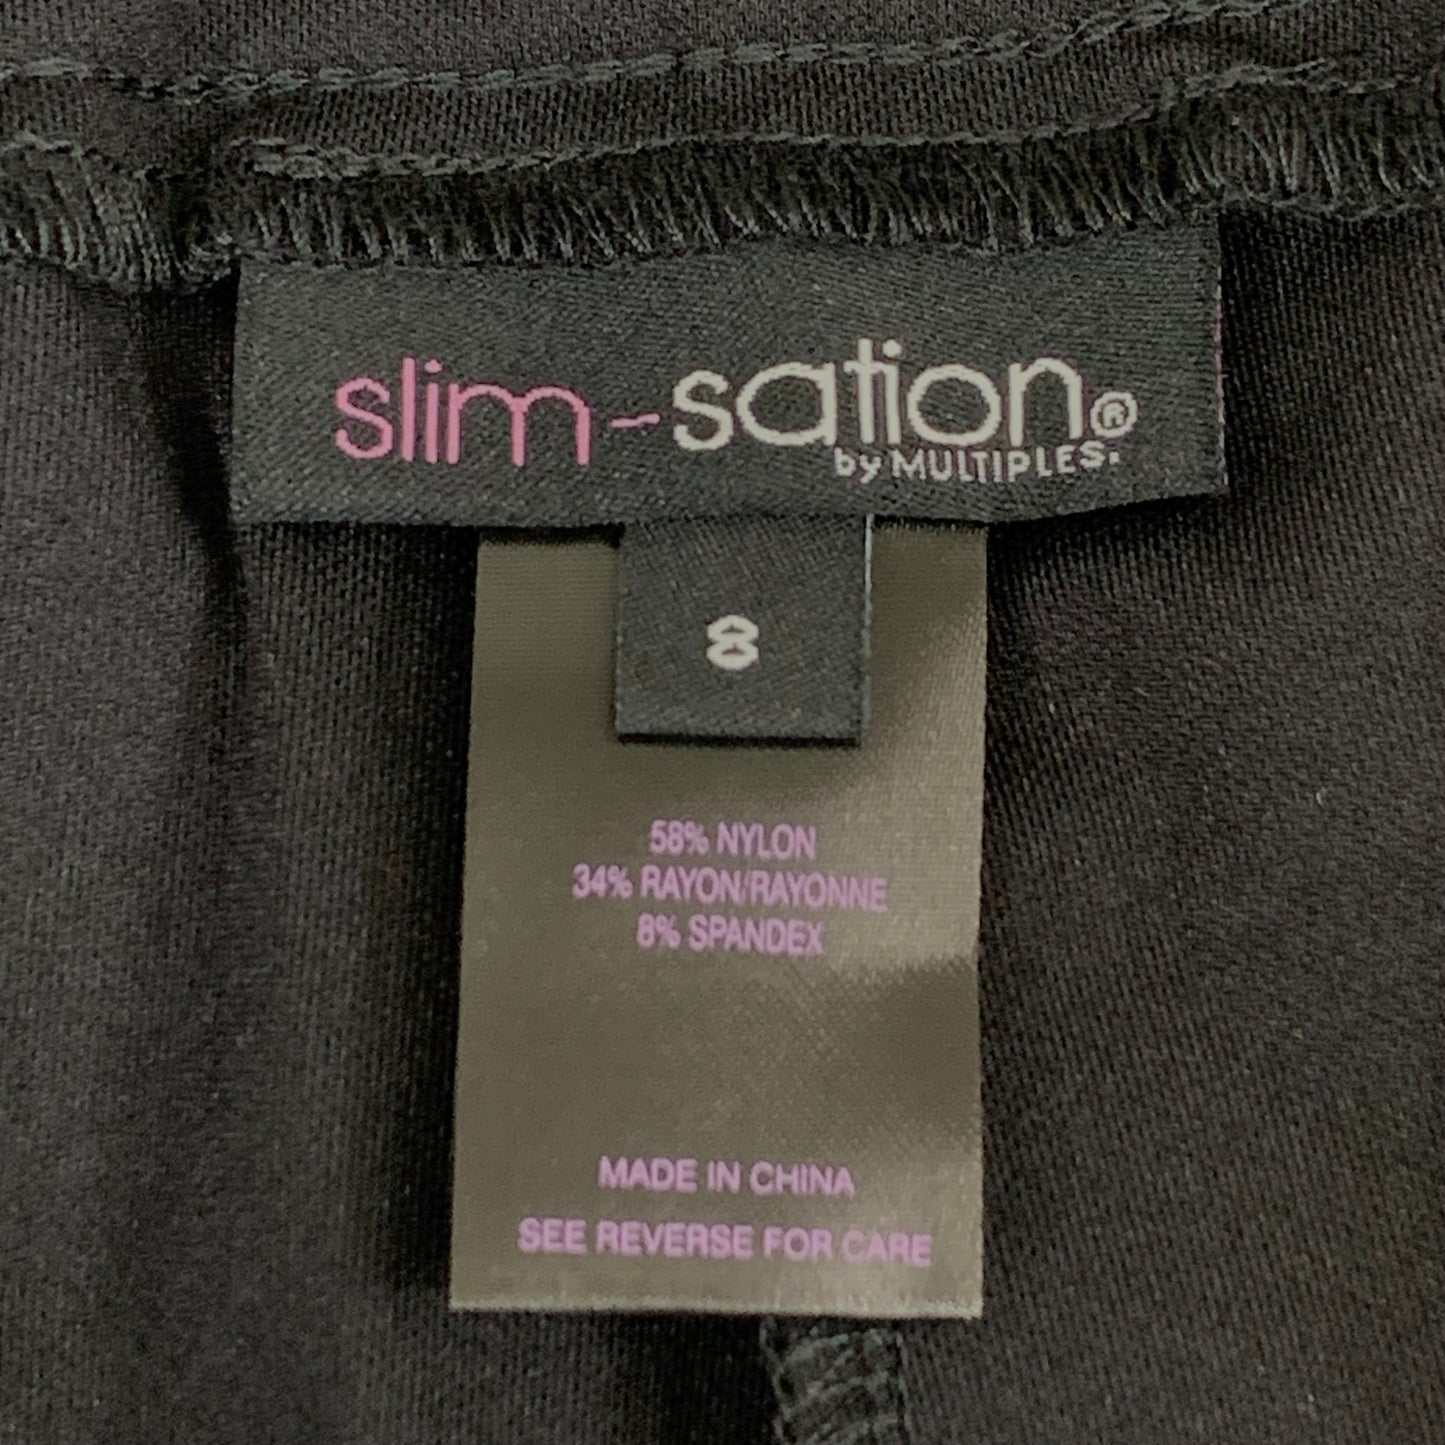 slim-sation®
by MULTIPLES.
8
58% NYLON
34% RAYON/RAYONNE
8% SPANDEX
MADE IN CHINA
SEE REVERSE FOR CARE